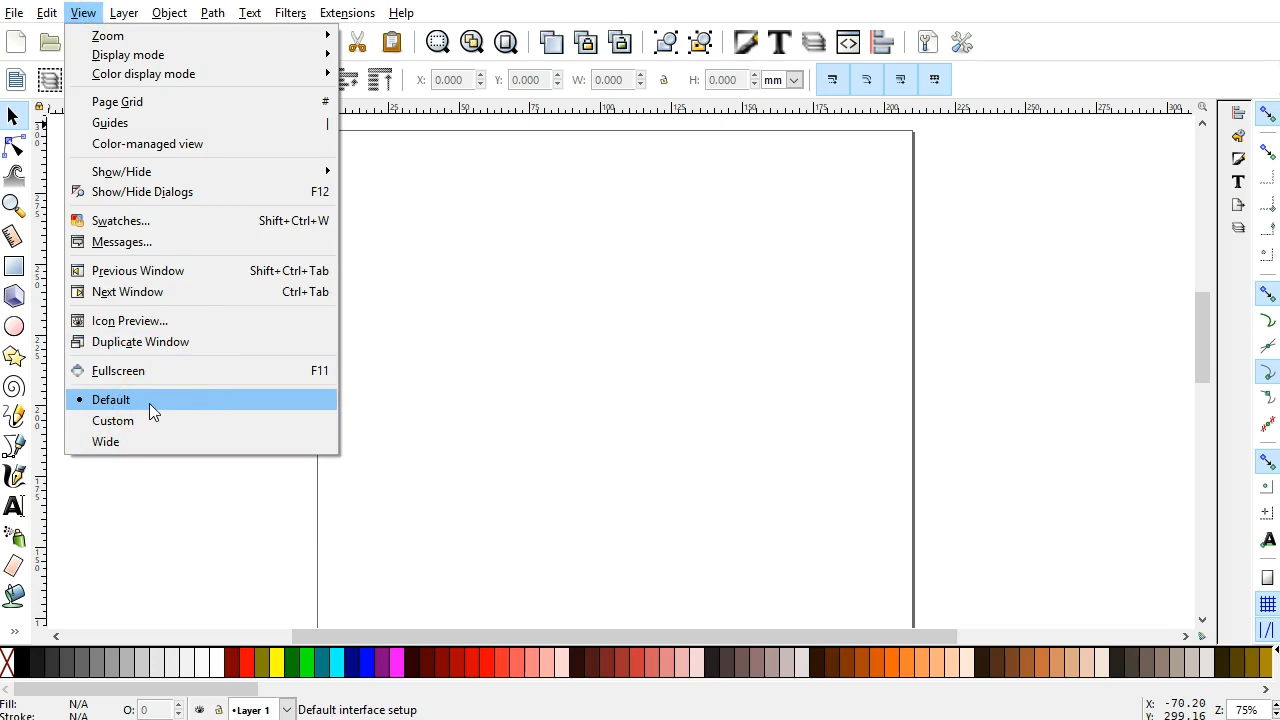 File Edit View Layer Object Path Text Filters Extensions Help
Zoom
Display mode
Color display mode
X: 0.000 Y: 0.000 W: 0.000 H: 0.000 mm
Page Grid #
25 50 75 100 125 150 175 200 225 250 275 300
Guides |
Color-managed view
Show/Hide
Show/Hide Dialogs F12
Swatches... Shift+Ctrl+W
Messages...
Previous Window Shift+Ctrl+Tab
Next Window Ctrl+Tab
Icon Preview...
Duplicate Window
Fullscreen F11
Default
Custom
Wide
Fill: N/A
Stroke: N/A
O: 0
•Layer 1
Default interface setup
X: -70.20
Y: 299.16
Z: 75%